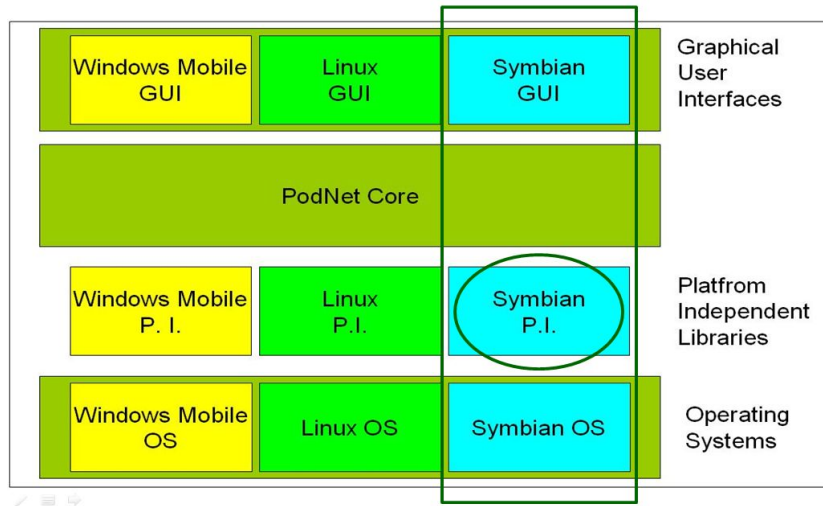 Windows Mobile
GUI
Linux
GUI
Symbian
GUI
Graphical
User
Interfaces
PodNet Core
Windows Mobile
P. I.
Linux
P.I.
Symbian
P.I.
Platfrom
Independent
Libraries
Windows Mobile
OS
Linux OS
Symbian OS
Operating
Systems